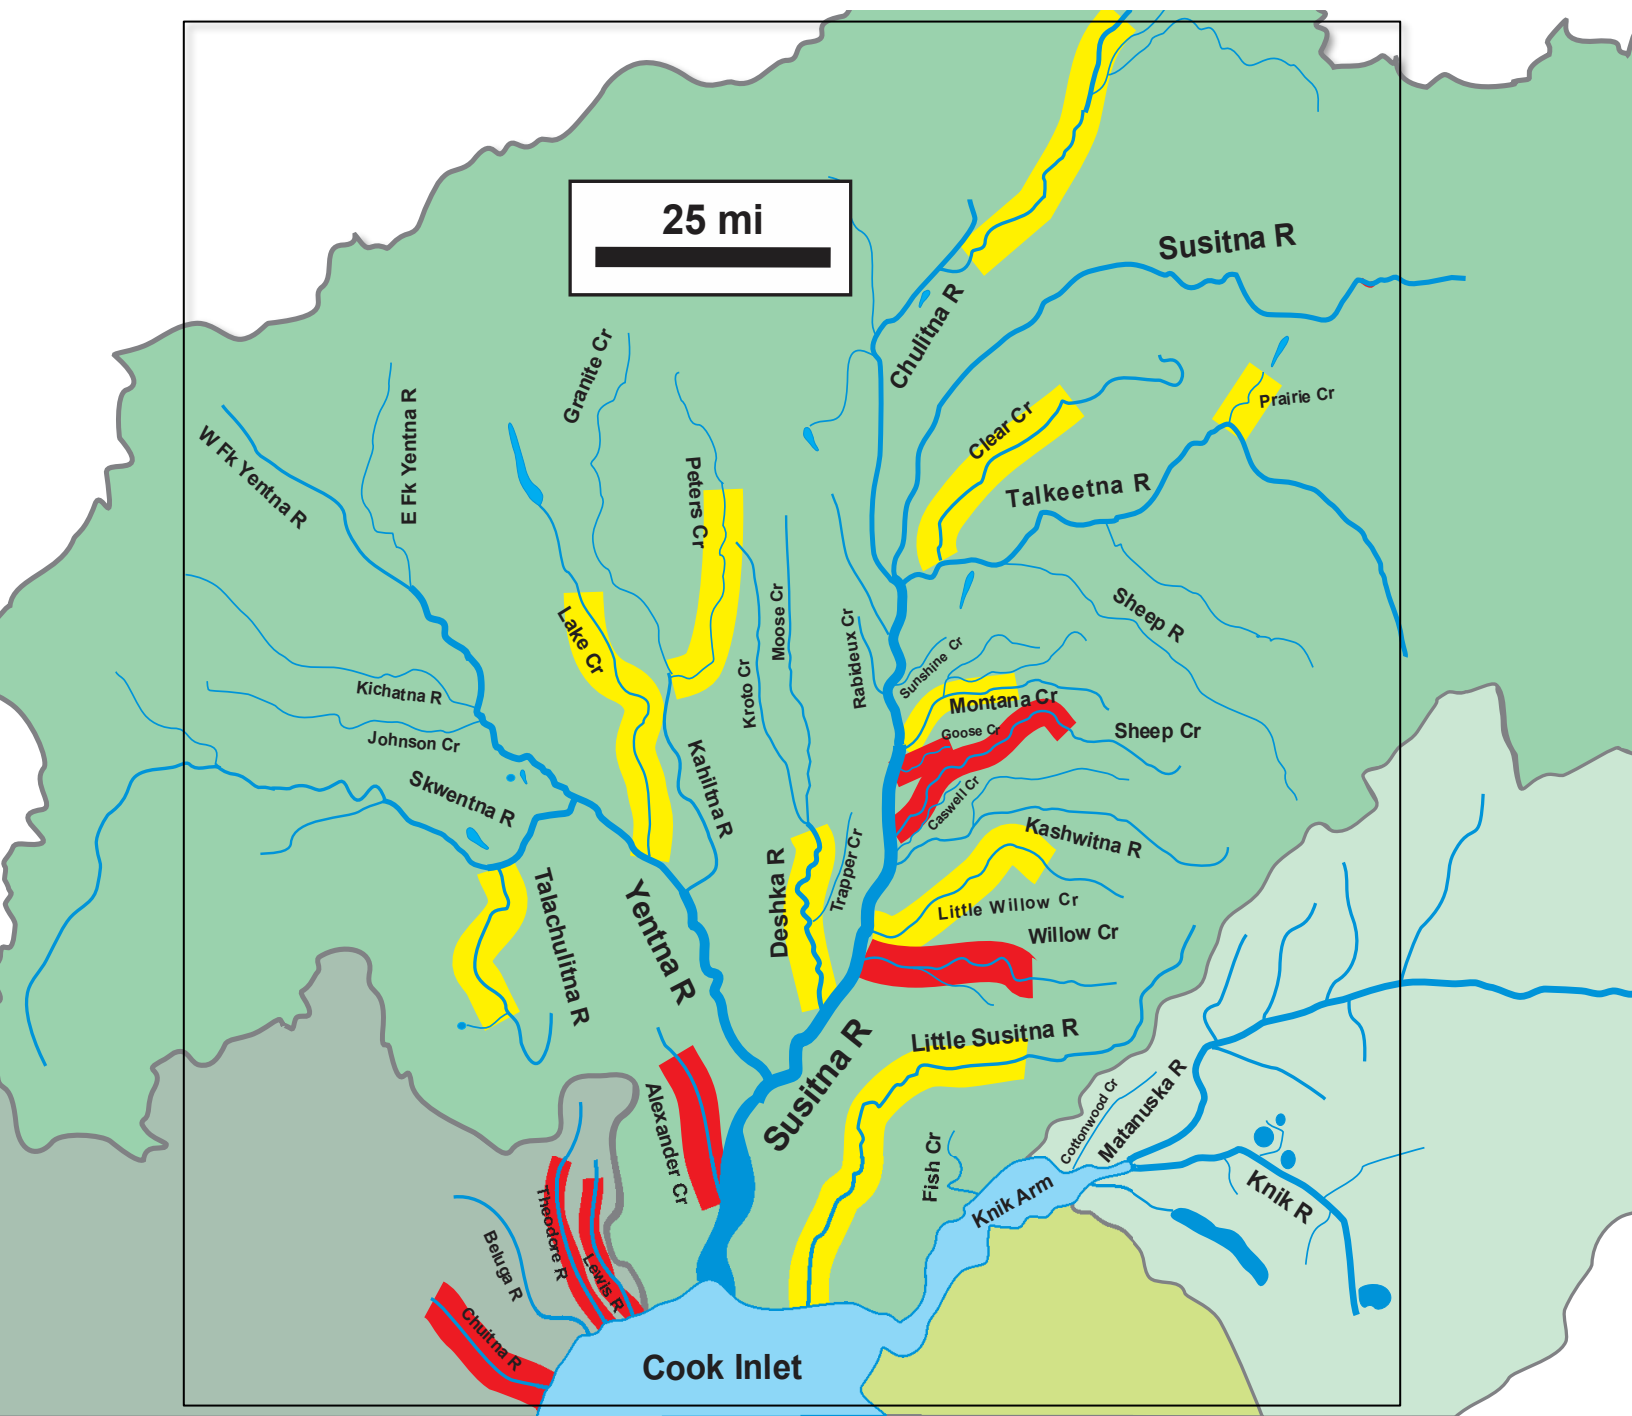 25 mi
Susitna R
Chulitna R
Granite Cr
Prairie Cr
E Fk Yentna R
W Fk Yentna R
Clear Cr
Peters Cr
Talkeetna R
Lake Cr
Moose Cr
Sheep R
Rabideux Cr
Sunshine Cr
Kroto Cr
Kichatna R
Montana Cr
Goose Cr
Sheep Cr
Johnson Cr
Kahiltna R
Skwentna R
Caswell Cr
Kashwitna R
Trapper Cr
Deshka R
Talachulitna R
Yentna R
Little Willow Cr
Willow Cr
Little Susitna R
Susitna R
Alexander Cr
Cottonwood Cr
Matanuska R
Fish Cr
Knik Arm
Knik R
Theodore R
Lewis R
Beluga R
Chuitna R
Cook Inlet